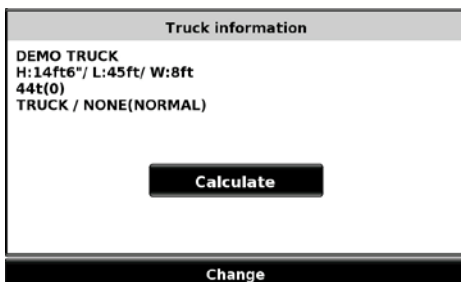 Truck information
DEMO TRUCK
H:14ft6"/ L:45ft/ W:8ft
44t(0)
TRUCK / NONE(NORMAL)
Calculate
Change